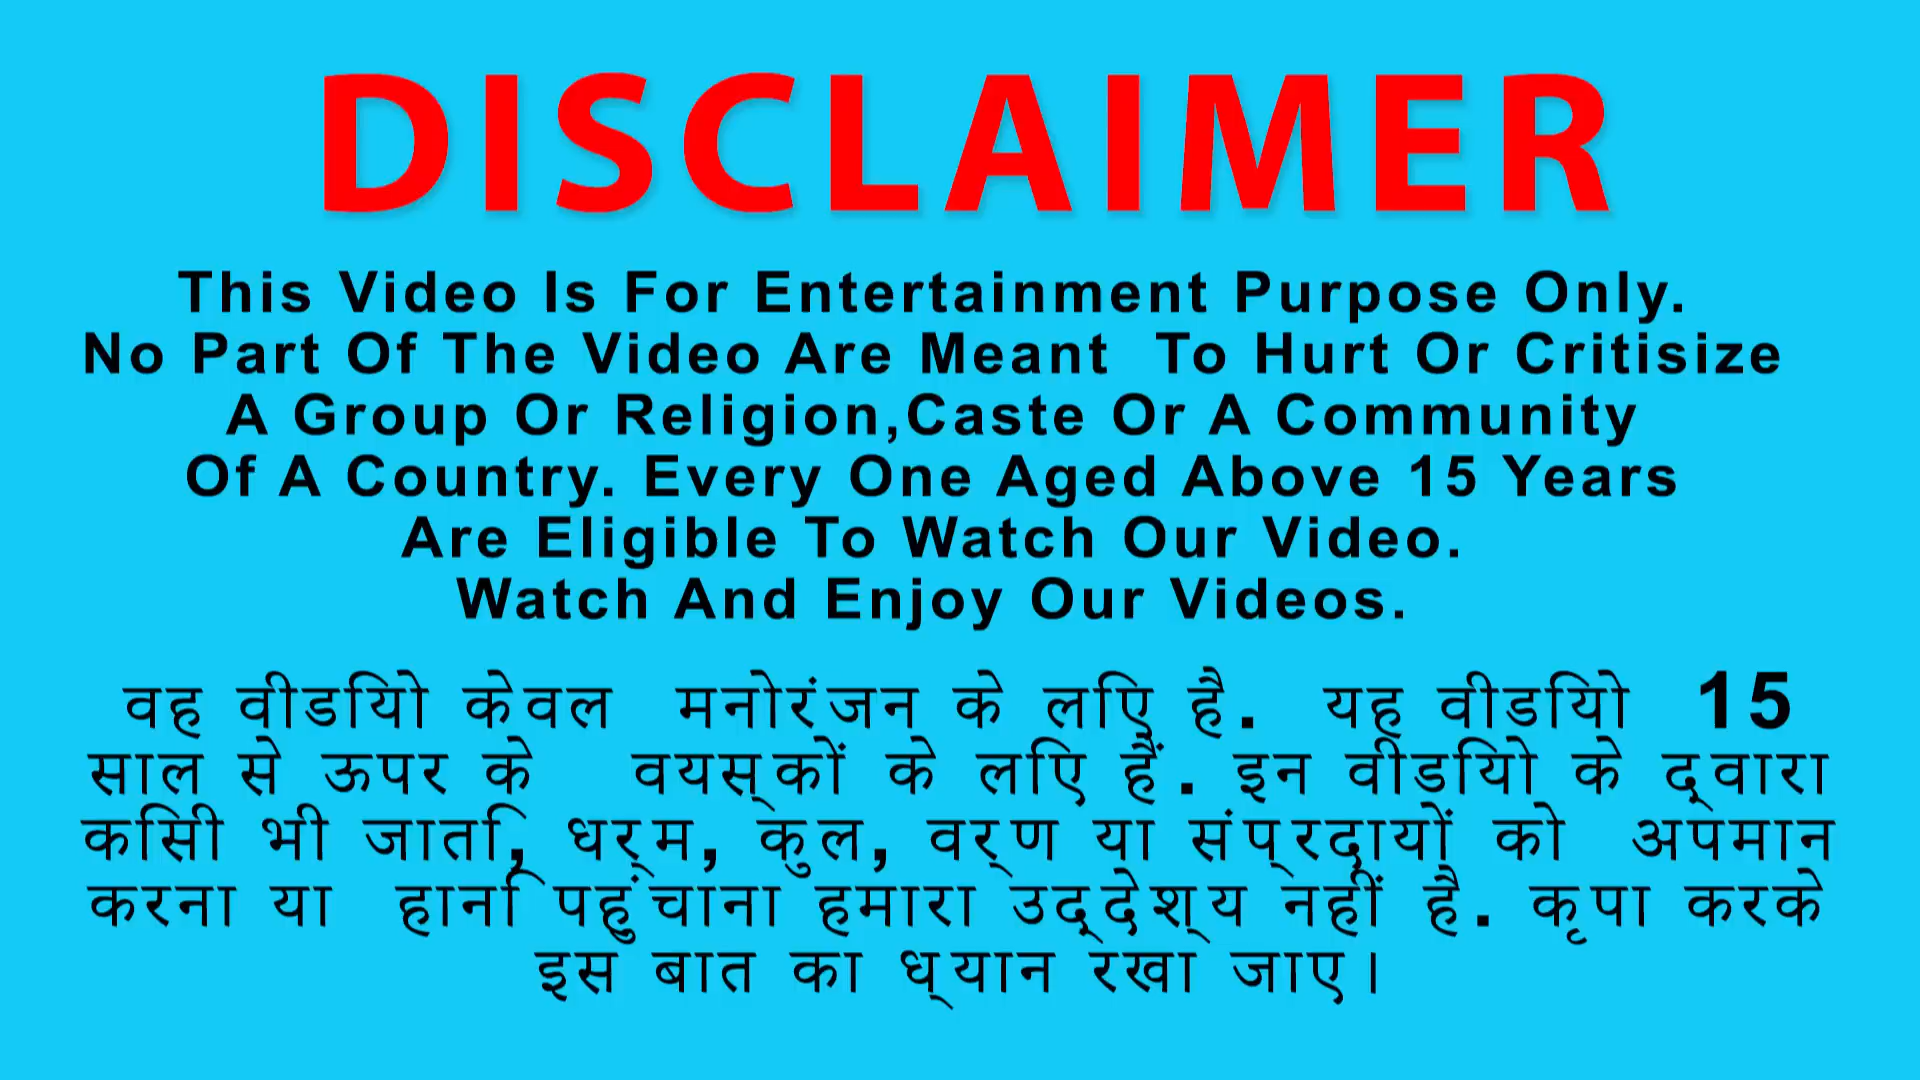 DISCLAIMER
This Video Is For Entertainment Purpose Only.
No Part Of The Video Are Meant To Hurt Or Critisize
A Group Or Religion,Caste Or A Community
Of A Country. Every One Aged Above 15 Years
Are Eligible To Watch Our Video.
Watch And Enjoy Our Videos.
वह वीडियो केवल मनोरंजन के लिए है. यह वीडियो 15
साल से ऊपर के वयस्कों के लिए हैं. इन वीडियो के द्वारा
किसी भी जाति, धर्म, कुल, वर्ण या संप्रदायों को अपमान
करना या हानि पहुंचाना हमारा उद्देश्य नहीं है. कृपा करके
इस बात का ध्यान रखा जाए।